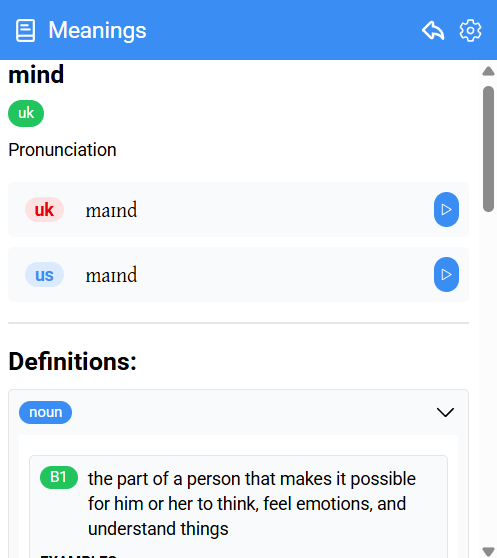 Meanings
mind
uk
Pronunciation
uk maɪnd
us maɪnd
Definitions:
noun
B1 the part of a person that makes it possible
for him or her to think, feel emotions, and
understand things
EXAMPLES